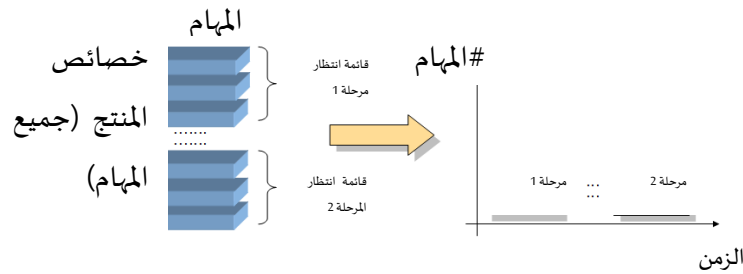 المهام
خصائص
المنتج (جميع
المهام)
قائمة انتظار
مرحلة 1
.......
.......
قائمة انتظار
المرحلة 2
#المهام
مرحلة 1
...
...
مرحلة 2
الزمن